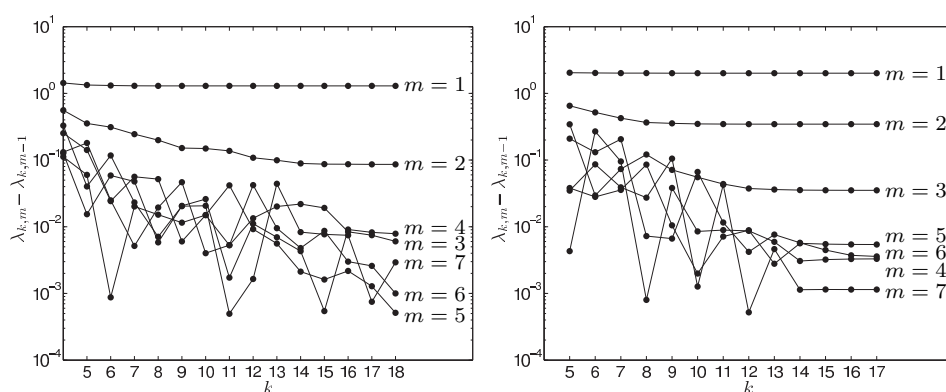 10^1
10^0
10^{-1}
10^{-2}
10^{-3}
10^{-4}
λ_{k,m} − λ_{k,m−1}
m = 1
m = 2
m = 4
m = 3
m = 7
m = 6
m = 5
5 6 7 8 9 10 11 12 13 14 15 16 17 18
k
10^1
10^0
10^{-1}
10^{-2}
10^{-3}
10^{-4}
λ_{k,m} − λ_{k,m−1}
m = 1
m = 2
m = 3
m = 5
m = 6
m = 4
m = 7
5 6 7 8 9 10 11 12 13 14 15 16 17
k